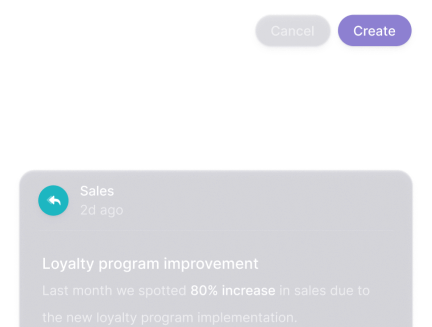 Cancel Create
Sales
2d ago
Loyalty program improvement
Last month we spotted 80% increase in sales due to
the new loyalty program implementation.